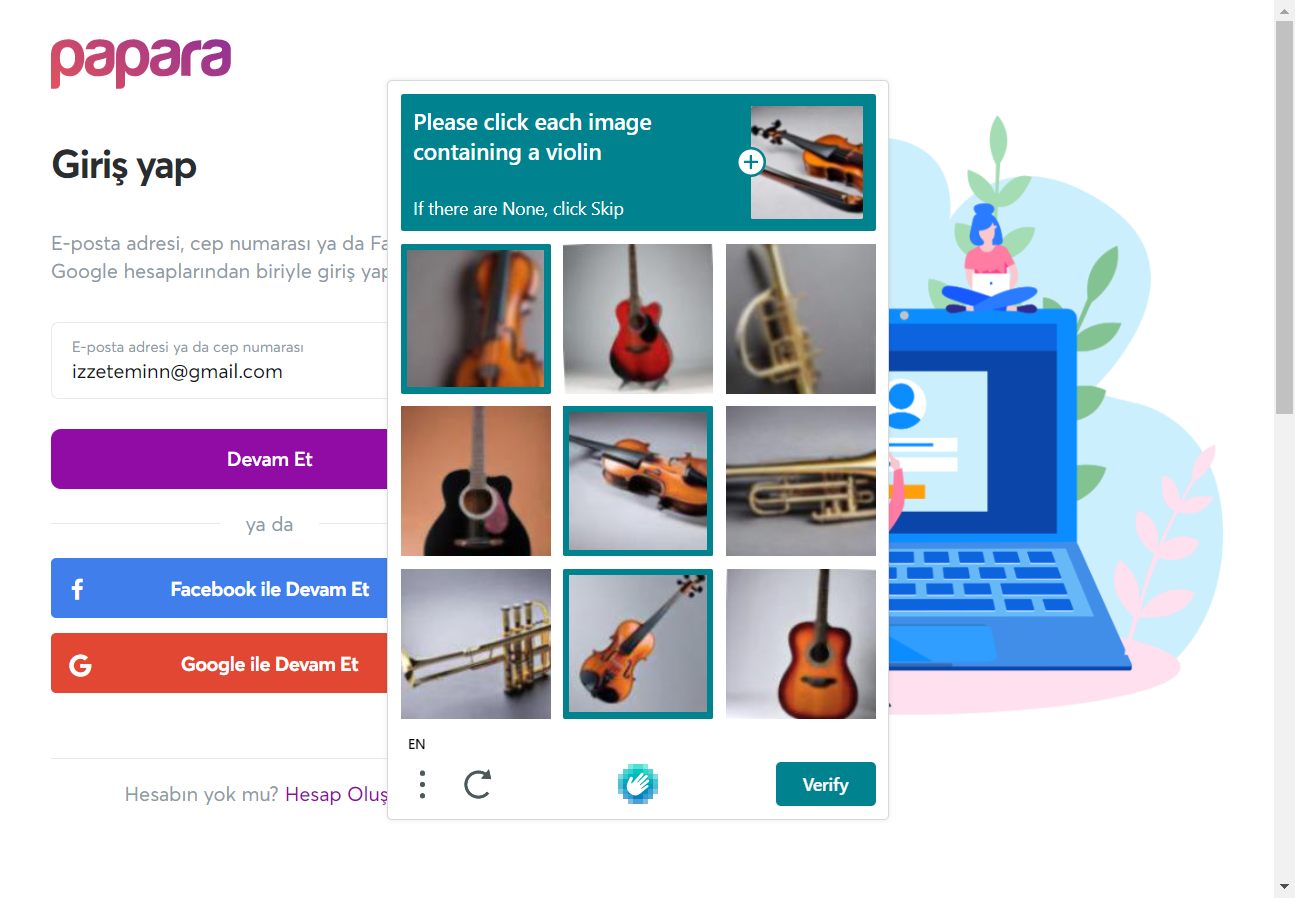 papara
Giriş yap
E-posta adresi, cep numarası ya da Fa
Google hesaplarından biriyle giriş yap
E-posta adresi ya da cep numarası
izzeteminn@gmail.com
Devam Et
ya da
Facebook ile Devam Et
Google ile Devam Et
Hesabın yok mu? Hesap Oluş
Please click each image
containing a violin
If there are None, click Skip
EN
Verify